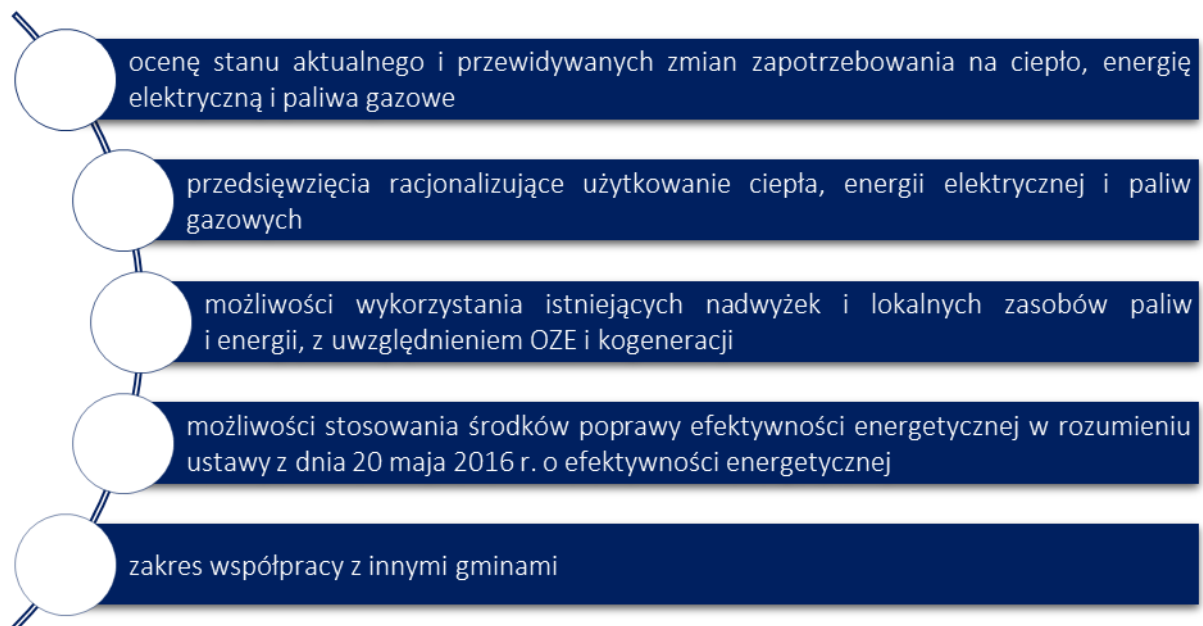 ocenę stanu aktualnego i przewidywanych zmian zapotrzebowania na ciepło, energię
elektryczną i paliwa gazowe
przedsięwzięcia racjonalizujące użytkowanie ciepła, energii elektrycznej i paliw
gazowych
możliwości wykorzystania istniejących nadwyżek i lokalnych zasobów paliw
i energii, z uwzględnieniem OZE i kogeneracji
możliwości stosowania środków poprawy efektywności energetycznej w rozumieniu
ustawy z dnia 20 maja 2016 r. o efektywności energetycznej
zakres współpracy z innymi gminami